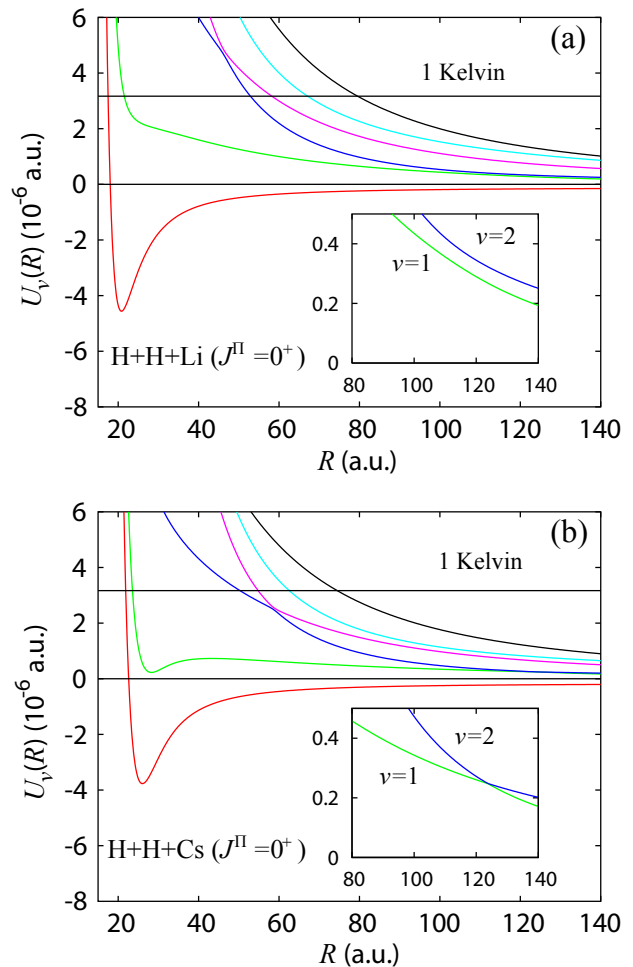 6
4
2
0
-2
-4
-6
-8
U_ν(R) (10⁻⁶ a.u.)
(a)
1 Kelvin
0.4
0.2
0
ν=2
ν=1
80 100 120 140
H+H+Li (J^Π =0⁺)
20 40 60 80 100 120 140
R (a.u.)
6
4
2
0
-2
-4
-6
-8
U_ν(R) (10⁻⁶ a.u.)
(b)
1 Kelvin
0.4
0.2
0
ν=2
ν=1
80 100 120 140
H+H+Cs (J^Π =0⁺)
20 40 60 80 100 120 140
R (a.u.)